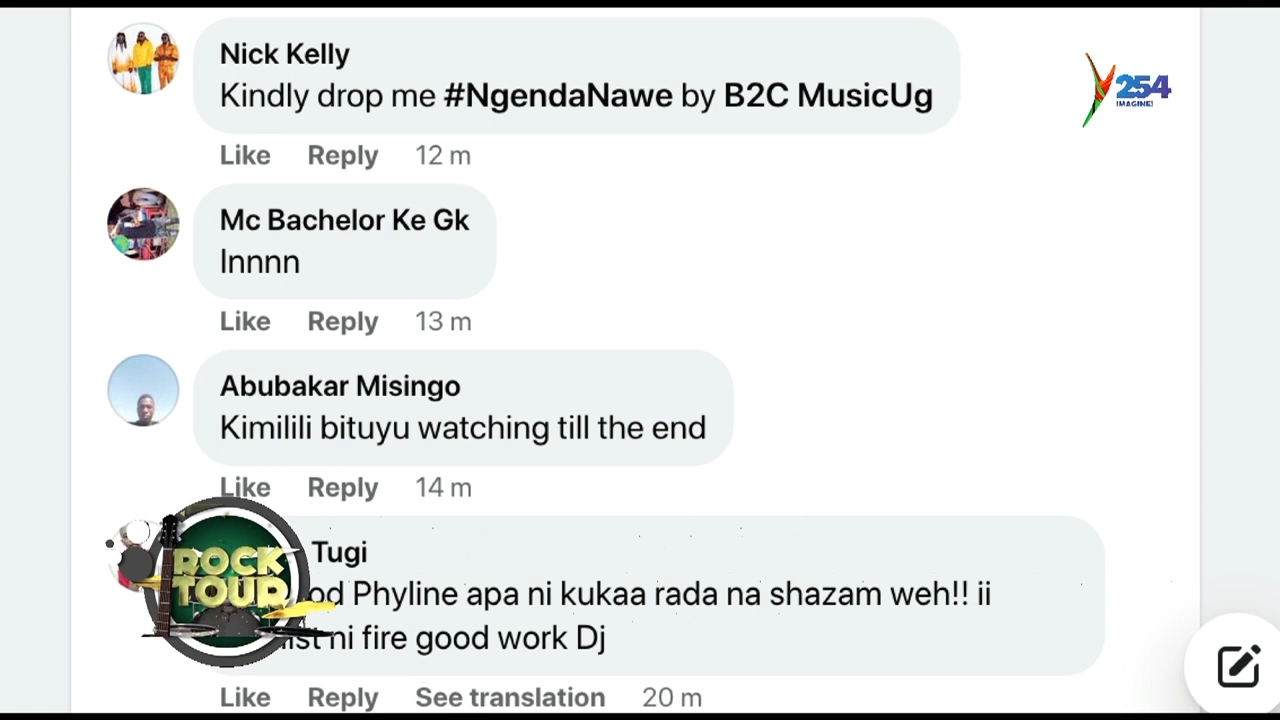 Nick Kelly
Kindly drop me #NgendaNawe by B2C MusicUg
Like Reply 12 m
254
IMAGINE!
Mc Bachelor Ke Gk
Innnn
Like Reply 13 m
Abubakar Misingo
Kimilili bituyu watching till the end
Like Reply 14 m
Tugi
Phyline apa ni kukaa rada na shazam weh!! ii
ni fire good work Dj
ROCK
TOUR
Like Reply See translation 20 m